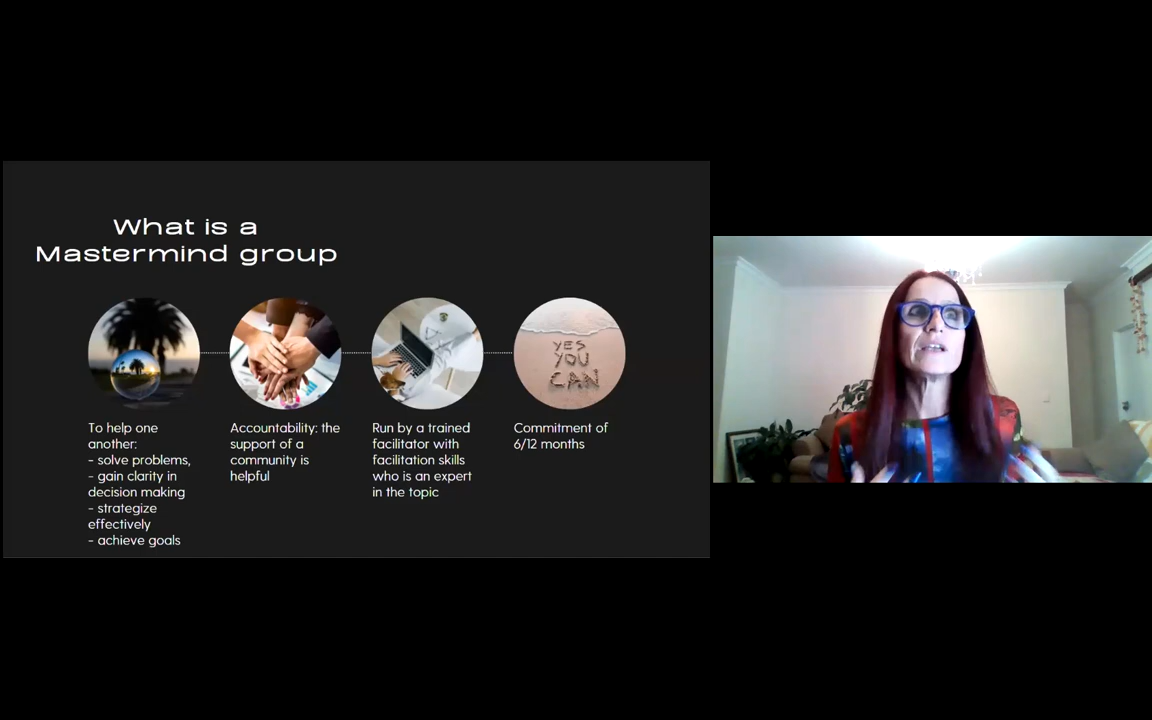 What is a
Mastermind group
YES
YOU
CAN
To help one
another:
- solve problems,
- gain clarity in
decision making
- strategize
effectively
- achieve goals
Accountability: the
support of a
community is
helpful
Run by a trained
facilitator with
facilitation skills
who is an expert
in the topic
Commitment of
6/12 months